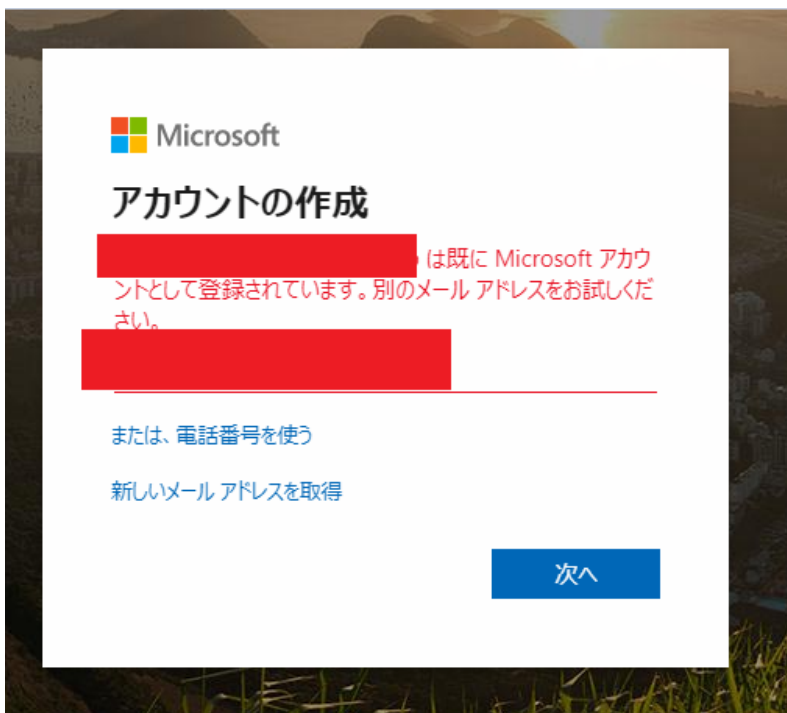 Microsoft
アカウントの作成
は既に Microsoft アカウ
ントとして登録されています。別のメール アドレスをお試しくだ
さい。
または、電話番号を使う
新しいメール アドレスを取得
次へ